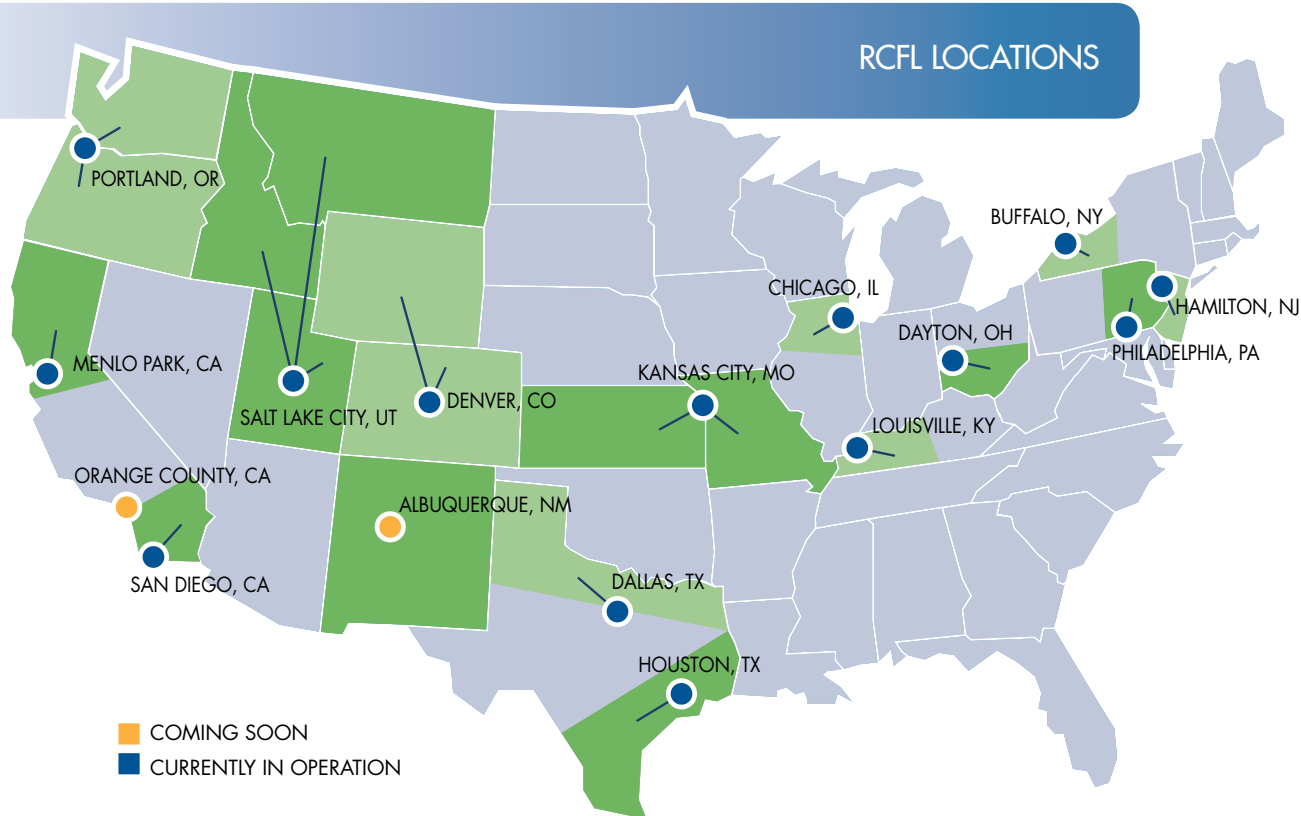 RCFL LOCATIONS
PORTLAND, OR
BUFFALO, NY
CHICAGO, IL
HAMILTON, NJ
DAYTON, OH
PHILADELPHIA, PA
MENLO PARK, CA
KANSAS CITY, MO
DENVER, CO
SALT LAKE CITY, UT
LOUISVILLE, KY
ORANGE COUNTY, CA
ALBUQUERQUE, NM
SAN DIEGO, CA
DALLAS, TX
HOUSTON, TX
COMING SOON
CURRENTLY IN OPERATION